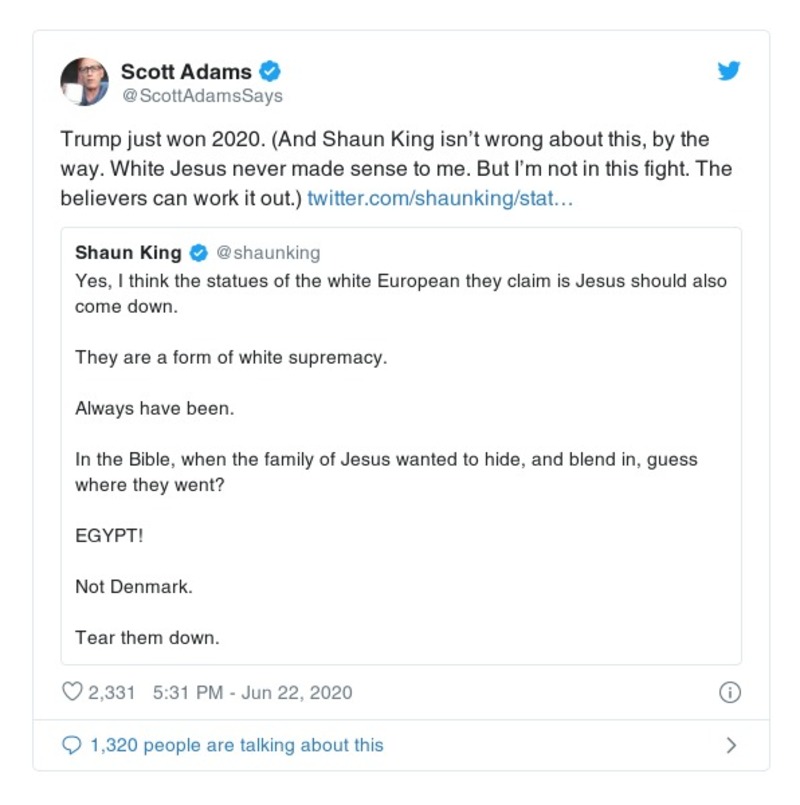 Scott Adams
@ScottAdamsSays
Trump just won 2020. (And Shaun King isn’t wrong about this, by the
way. White Jesus never made sense to me. But I’m not in this fight. The
believers can work it out.) twitter.com/shaunking/stat…
Shaun King @shaunking
Yes, I think the statues of the white European they claim is Jesus should also
come down.
They are a form of white supremacy.
Always have been.
In the Bible, when the family of Jesus wanted to hide, and blend in, guess
where they went?
EGYPT!
Not Denmark.
Tear them down.
2,331 5:31 PM - Jun 22, 2020
1,320 people are talking about this